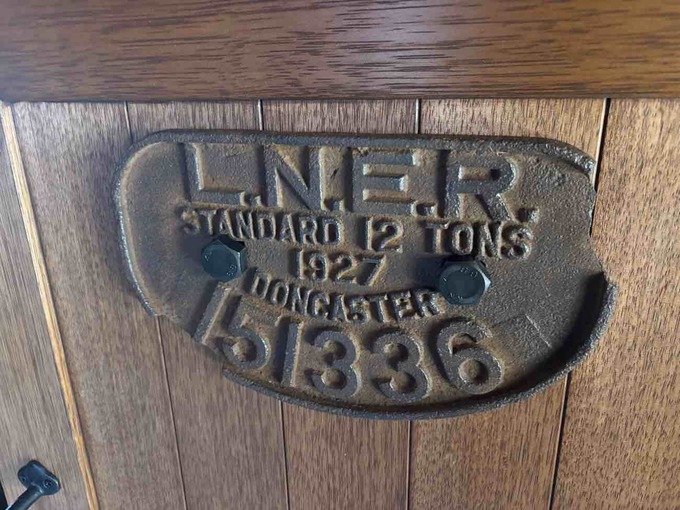 L.N.E.R.
STANDARD 12 TONS
1927
DONCASTER
151336